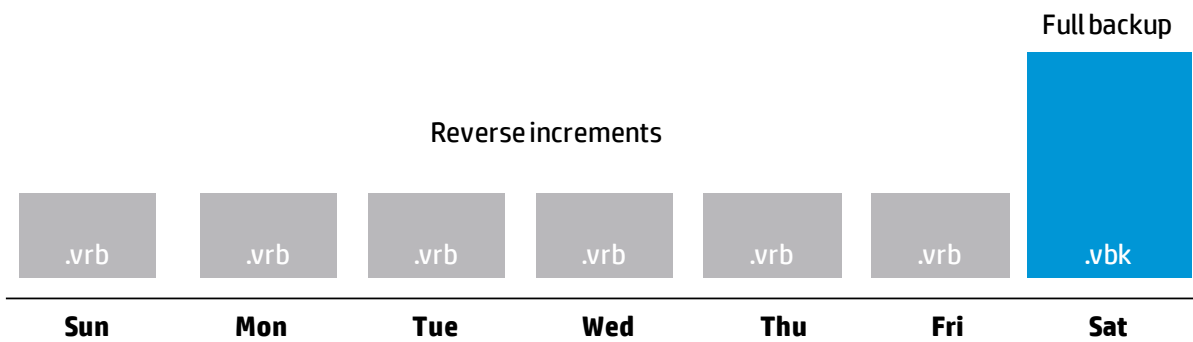 Full backup
Reverse increments
.vrb .vrb .vrb .vrb .vrb .vrb .vbk
Sun Mon Tue Wed Thu Fri Sat